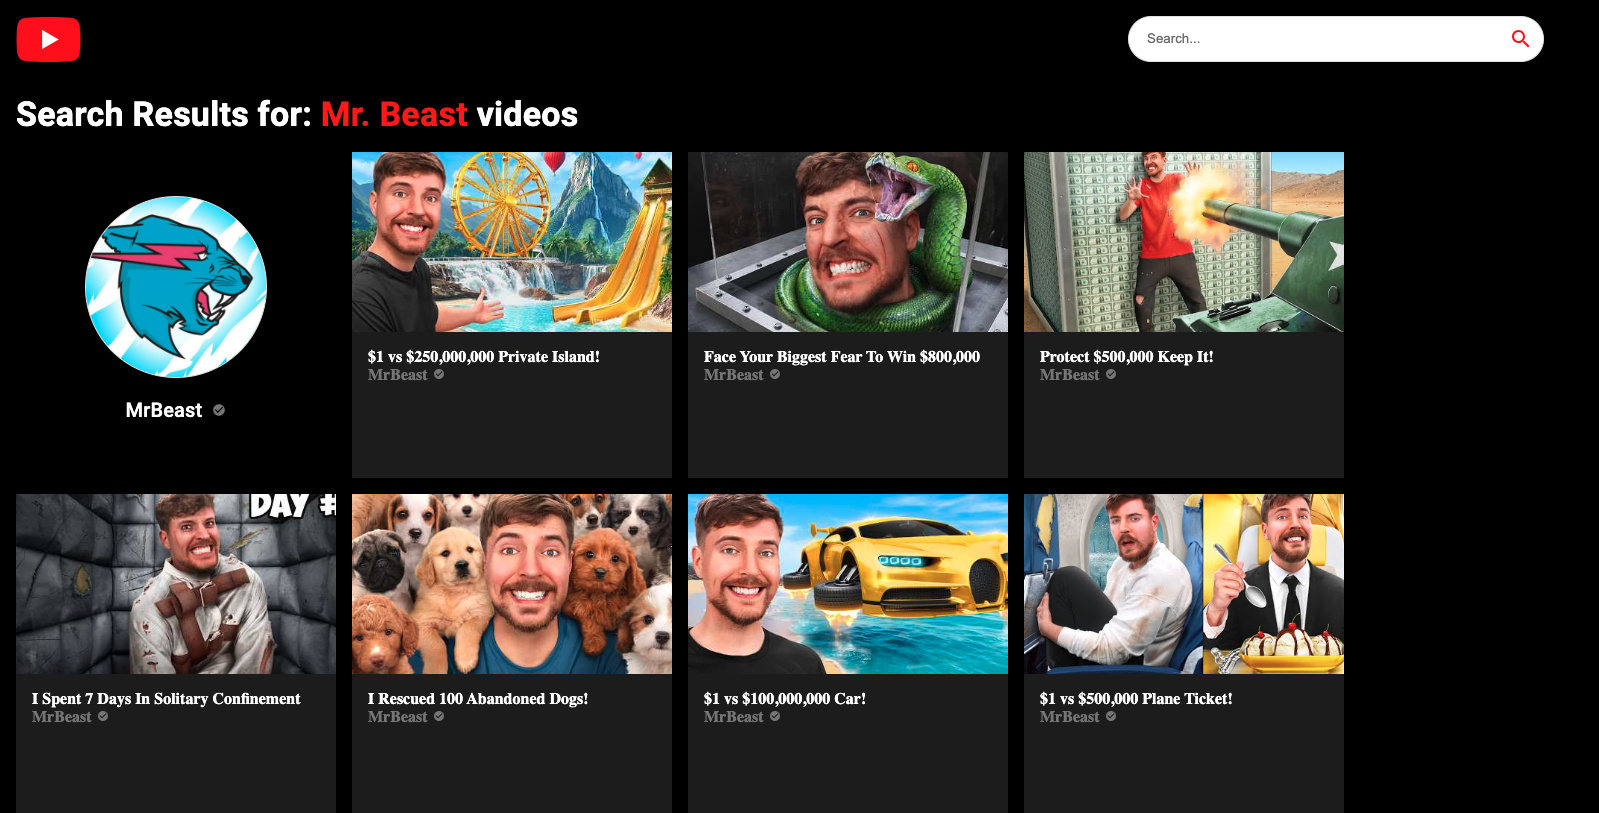 Search...
Search Results for: Mr. Beast videos
MrBeast
$1 vs $250,000,000 Private Island!
MrBeast
Face Your Biggest Fear To Win $800,000
MrBeast
Protect $500,000 Keep It!
MrBeast
DAY #
I Spent 7 Days In Solitary Confinement
MrBeast
I Rescued 100 Abandoned Dogs!
MrBeast
$1 vs $100,000,000 Car!
MrBeast
$1 vs $500,000 Plane Ticket!
MrBeast